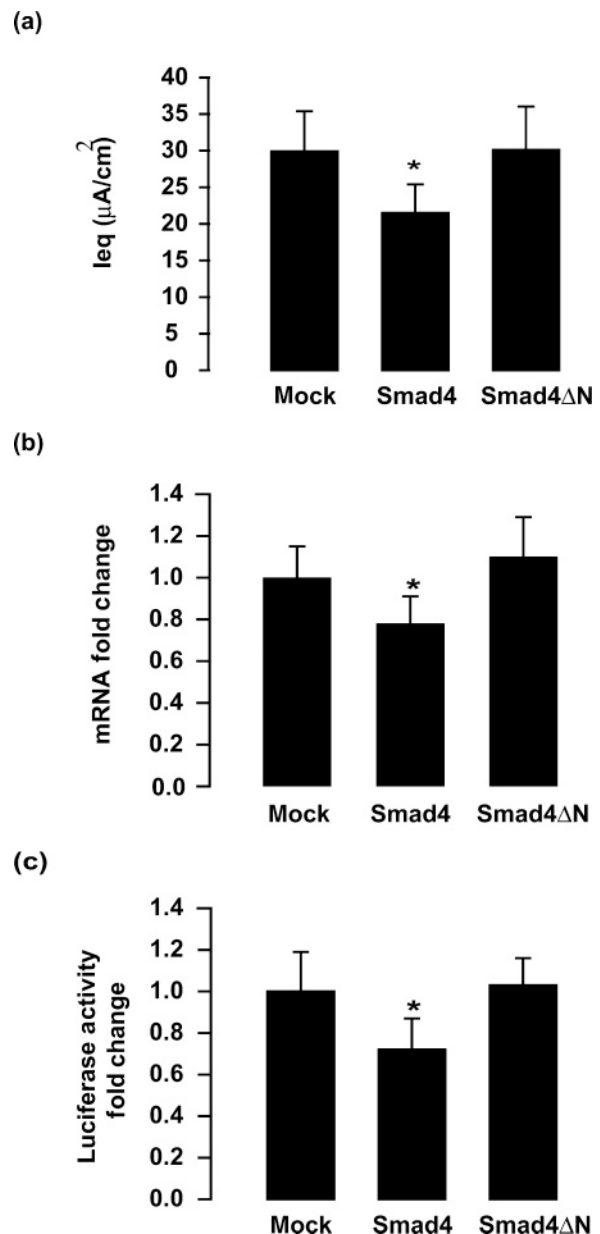 (a)
40
35
30
25
20
15
10
5
0
Ieq (μA/cm²)
*
Mock Smad4 Smad4ΔN
(b)
1.4
1.2
1.0
0.8
0.6
0.4
0.2
0.0
mRNA fold change
*
Mock Smad4 Smad4ΔN
(c)
1.4
1.2
1.0
0.8
0.6
0.4
0.2
0.0
Luciferase activity
fold change
*
Mock Smad4 Smad4ΔN